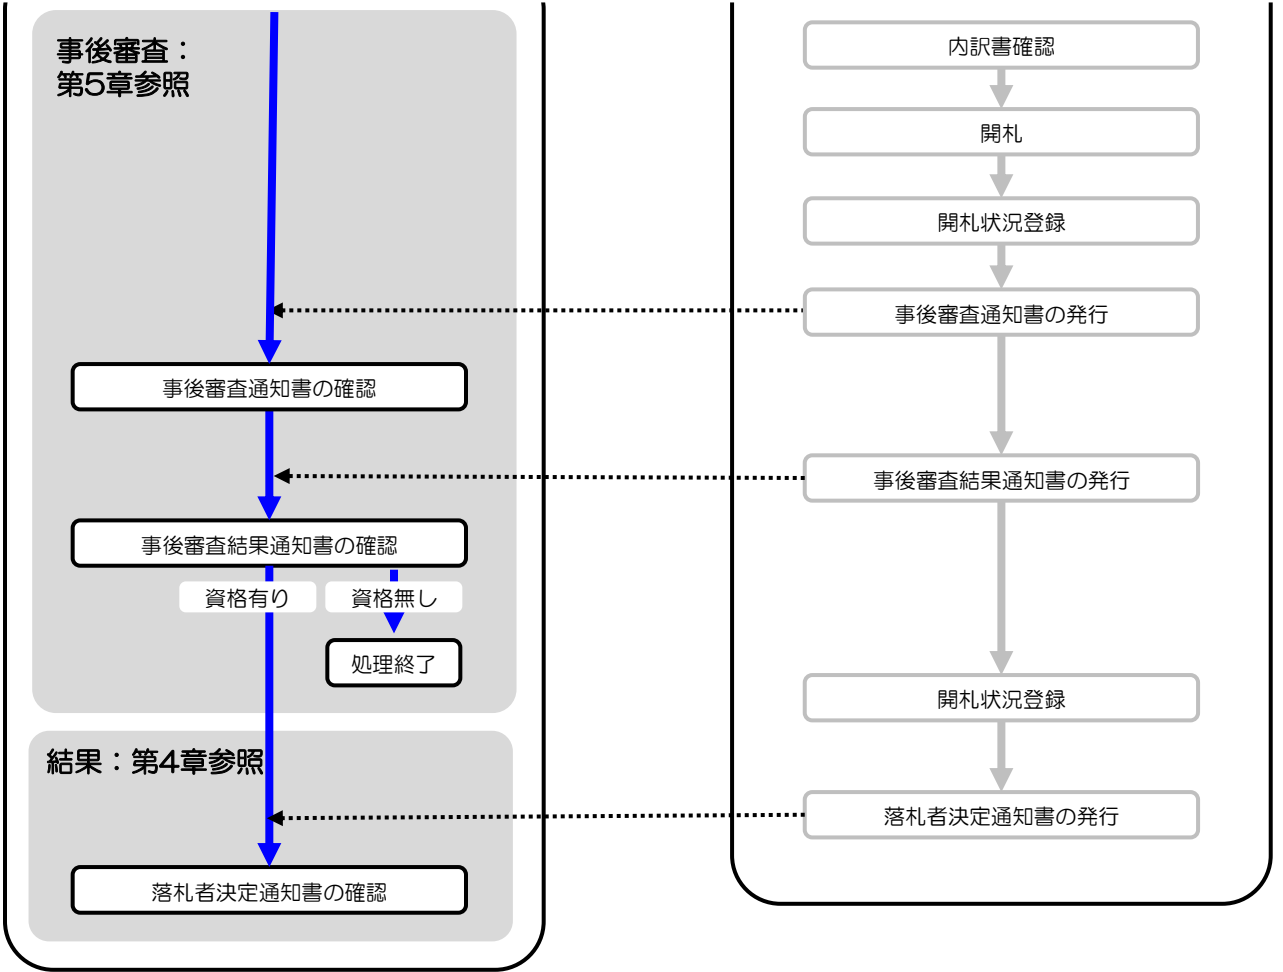 事後審査：
第5章参照
事後審査通知書の確認
事後審査結果通知書の確認
資格有り
資格無し
処理終了
結果：第4章参照
落札者決定通知書の確認
内訳書確認
開札
開札状況登録
事後審査通知書の発行
事後審査結果通知書の発行
開札状況登録
落札者決定通知書の発行